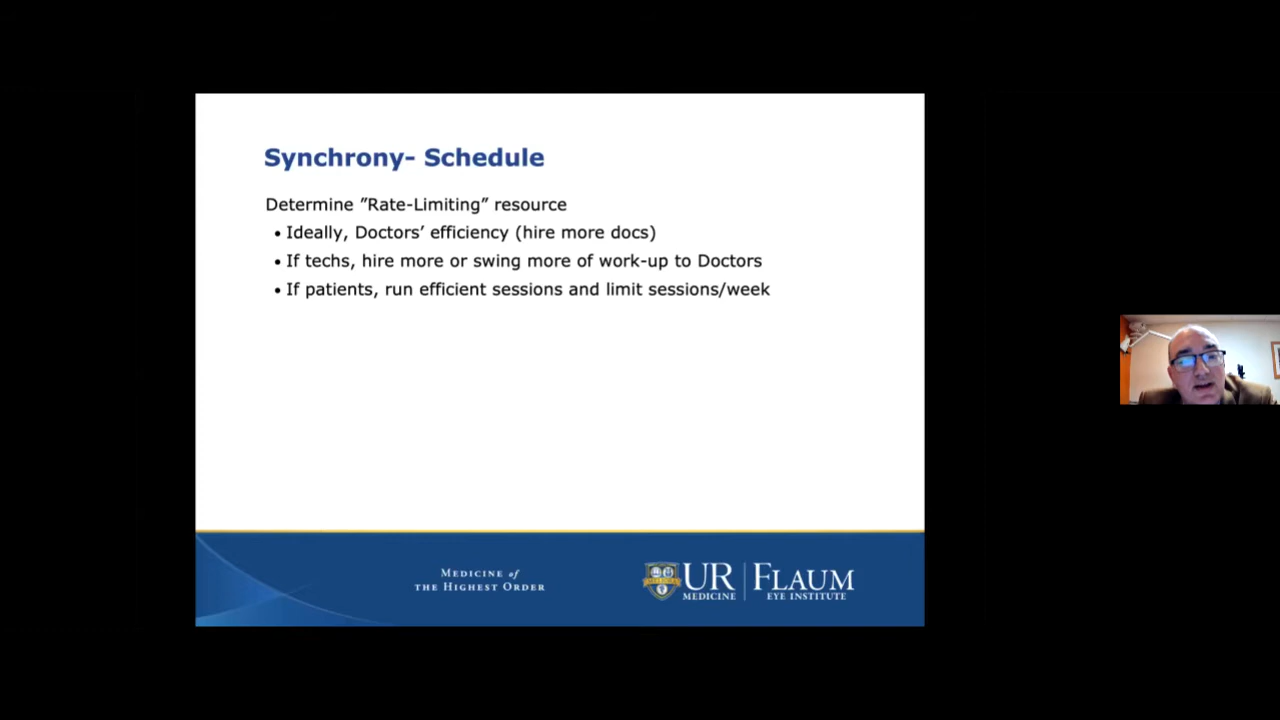 Synchrony- Schedule
Determine ”Rate-Limiting” resource
• Ideally, Doctors’ efficiency (hire more docs)
• If techs, hire more or swing more of work-up to Doctors
• If patients, run efficient sessions and limit sessions/week
MEDICINE of
THE HIGHEST ORDER
UR
MEDICINE
FLAUM
EYE INSTITUTE